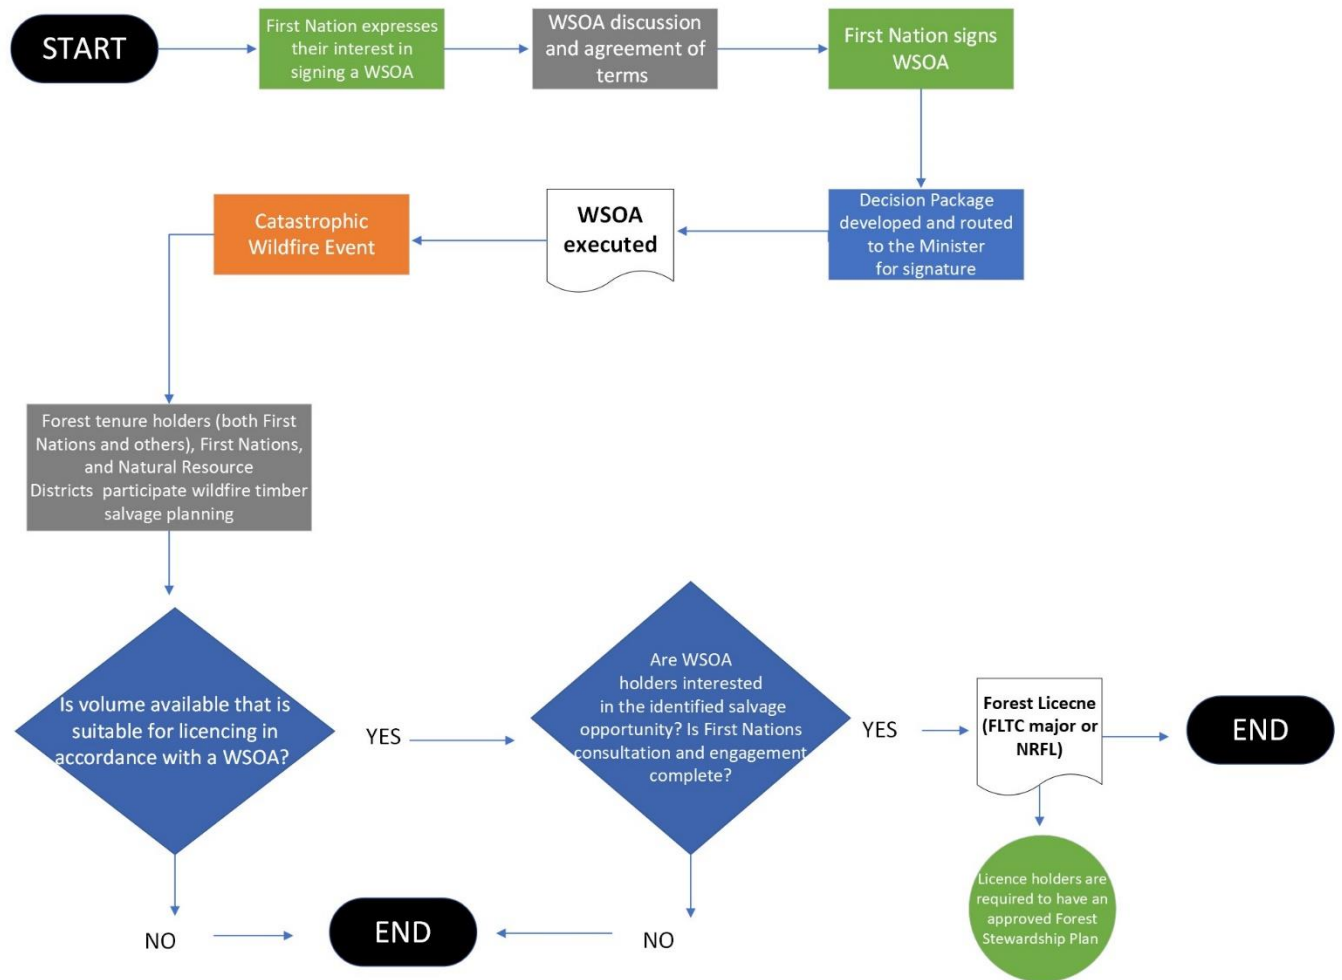 START
First Nation expresses
their interest in
signing a WSOA
WSOA discussion
and agreement of
terms
First Nation signs
WSOA
Decision Package
developed and routed
to the Minister
for signature
WSOA
executed
Catastrophic
Wildfire Event
Forest tenure holders (both First
Nations and others), First Nations,
and Natural Resource
Districts participate wildfire timber
salvage planning
Is volume available that is
suitable for licencing in
accordance with a WSOA?
YES
NO
Are WSOA
holders interested
in the identified salvage
opportunity? Is First Nations
consultation and engagement
complete?
YES
NO
END
Forest Licecne
(FLTC major or
NRFL)
END
Licence holders are
required to have an
approved Forest
Stewardship Plan